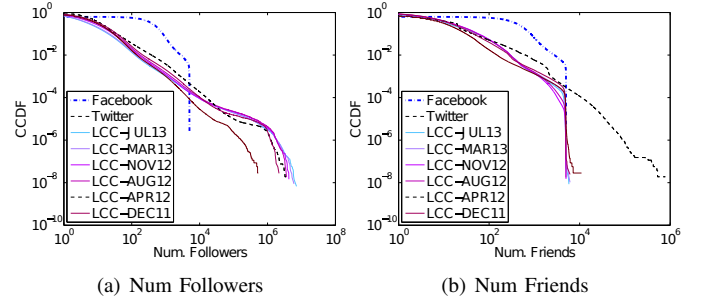 10^0
10^-2
10^-4
10^-6
10^-8
10^-10
CCDF
Facebook
Twitter
LCC-JUL13
LCC-MAR13
LCC-NOV12
LCC-AUG12
LCC-APR12
LCC-DEC11
10^0 10^2 10^4 10^6 10^8
Num. Followers
(a) Num Followers
10^0
10^-2
10^-4
10^-6
10^-8
10^-10
CCDF
Facebook
Twitter
LCC-JUL13
LCC-MAR13
LCC-NOV12
LCC-AUG12
LCC-APR12
LCC-DEC11
10^0 10^2 10^4 10^6
Num. Friends
(b) Num Friends